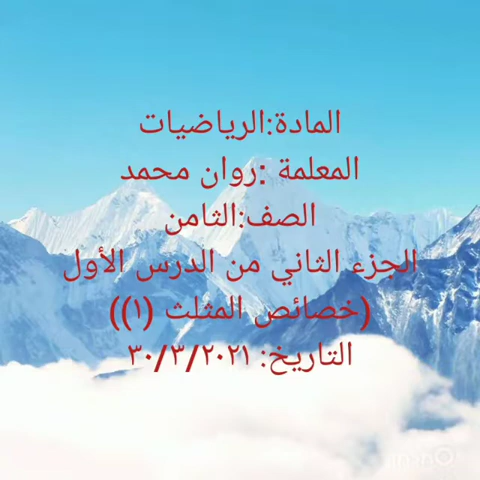 المادة:الرياضيات
المعلمة :روان محمد
الصف:الثامن
الجزء الثاني من الدرس الأول
(خصائص المثلث (١))
التاريخ: ٣٠/٣/٢٠٢١